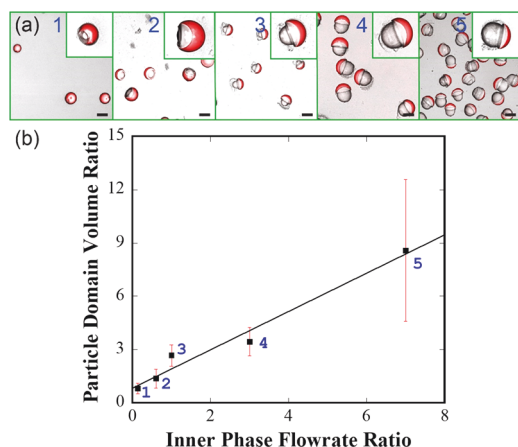 (a) 1 2 3 4 5
(b)
15
12
9
6
3
0
Particle Domain Volume Ratio
1 2 3 4 5
0 2 4 6 8
Inner Phase Flowrate Ratio